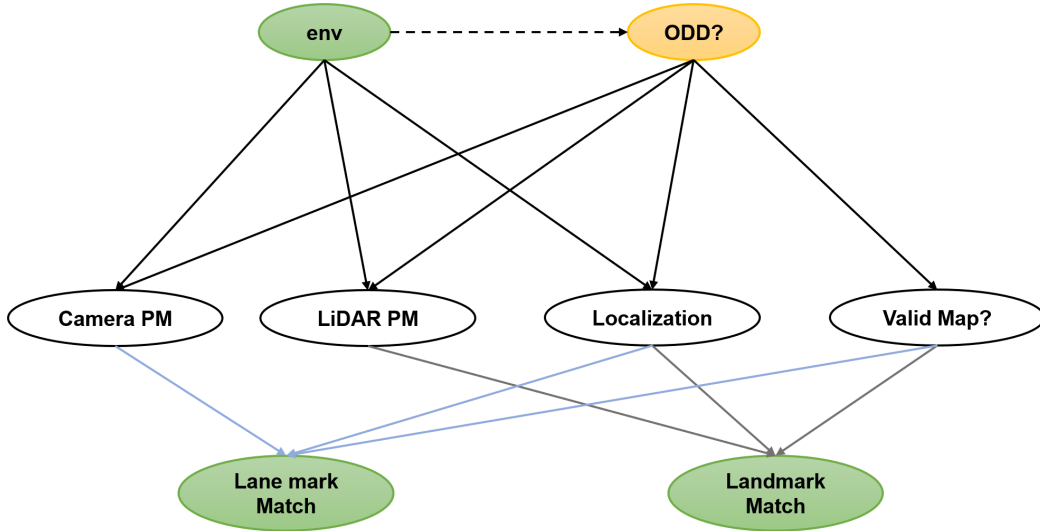 env
ODD?
Camera PM
LiDAR PM
Localization
Valid Map?
Lane mark
Match
Landmark
Match